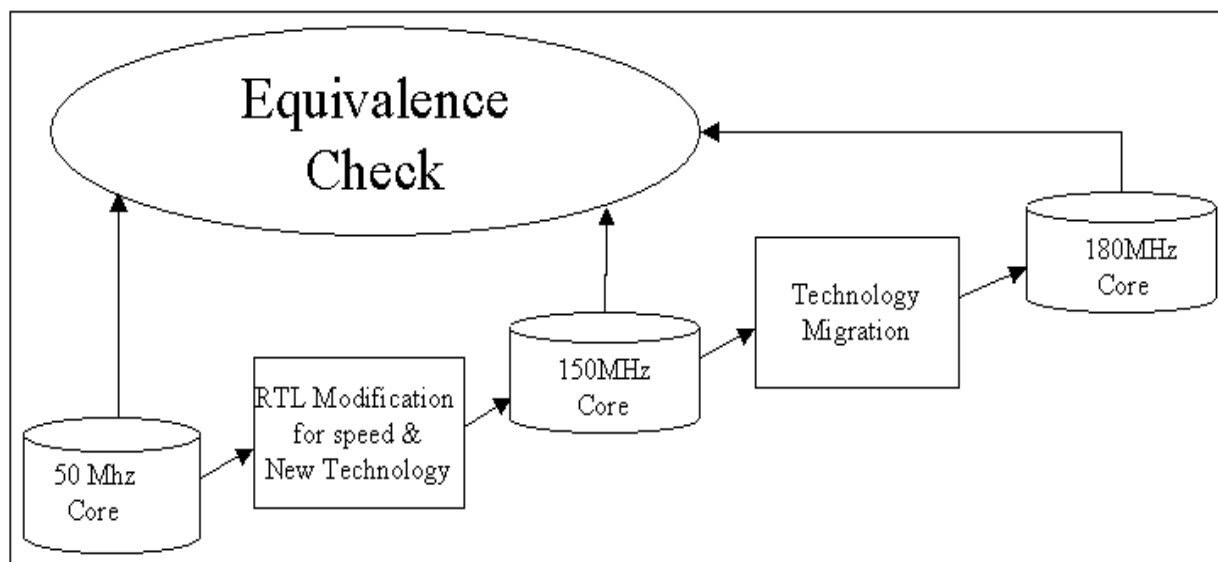 Equivalence
Check
50 Mhz
Core
RTL Modification
for speed &
New Technology
150MHz
Core
Technology
Migration
180MHz
Core